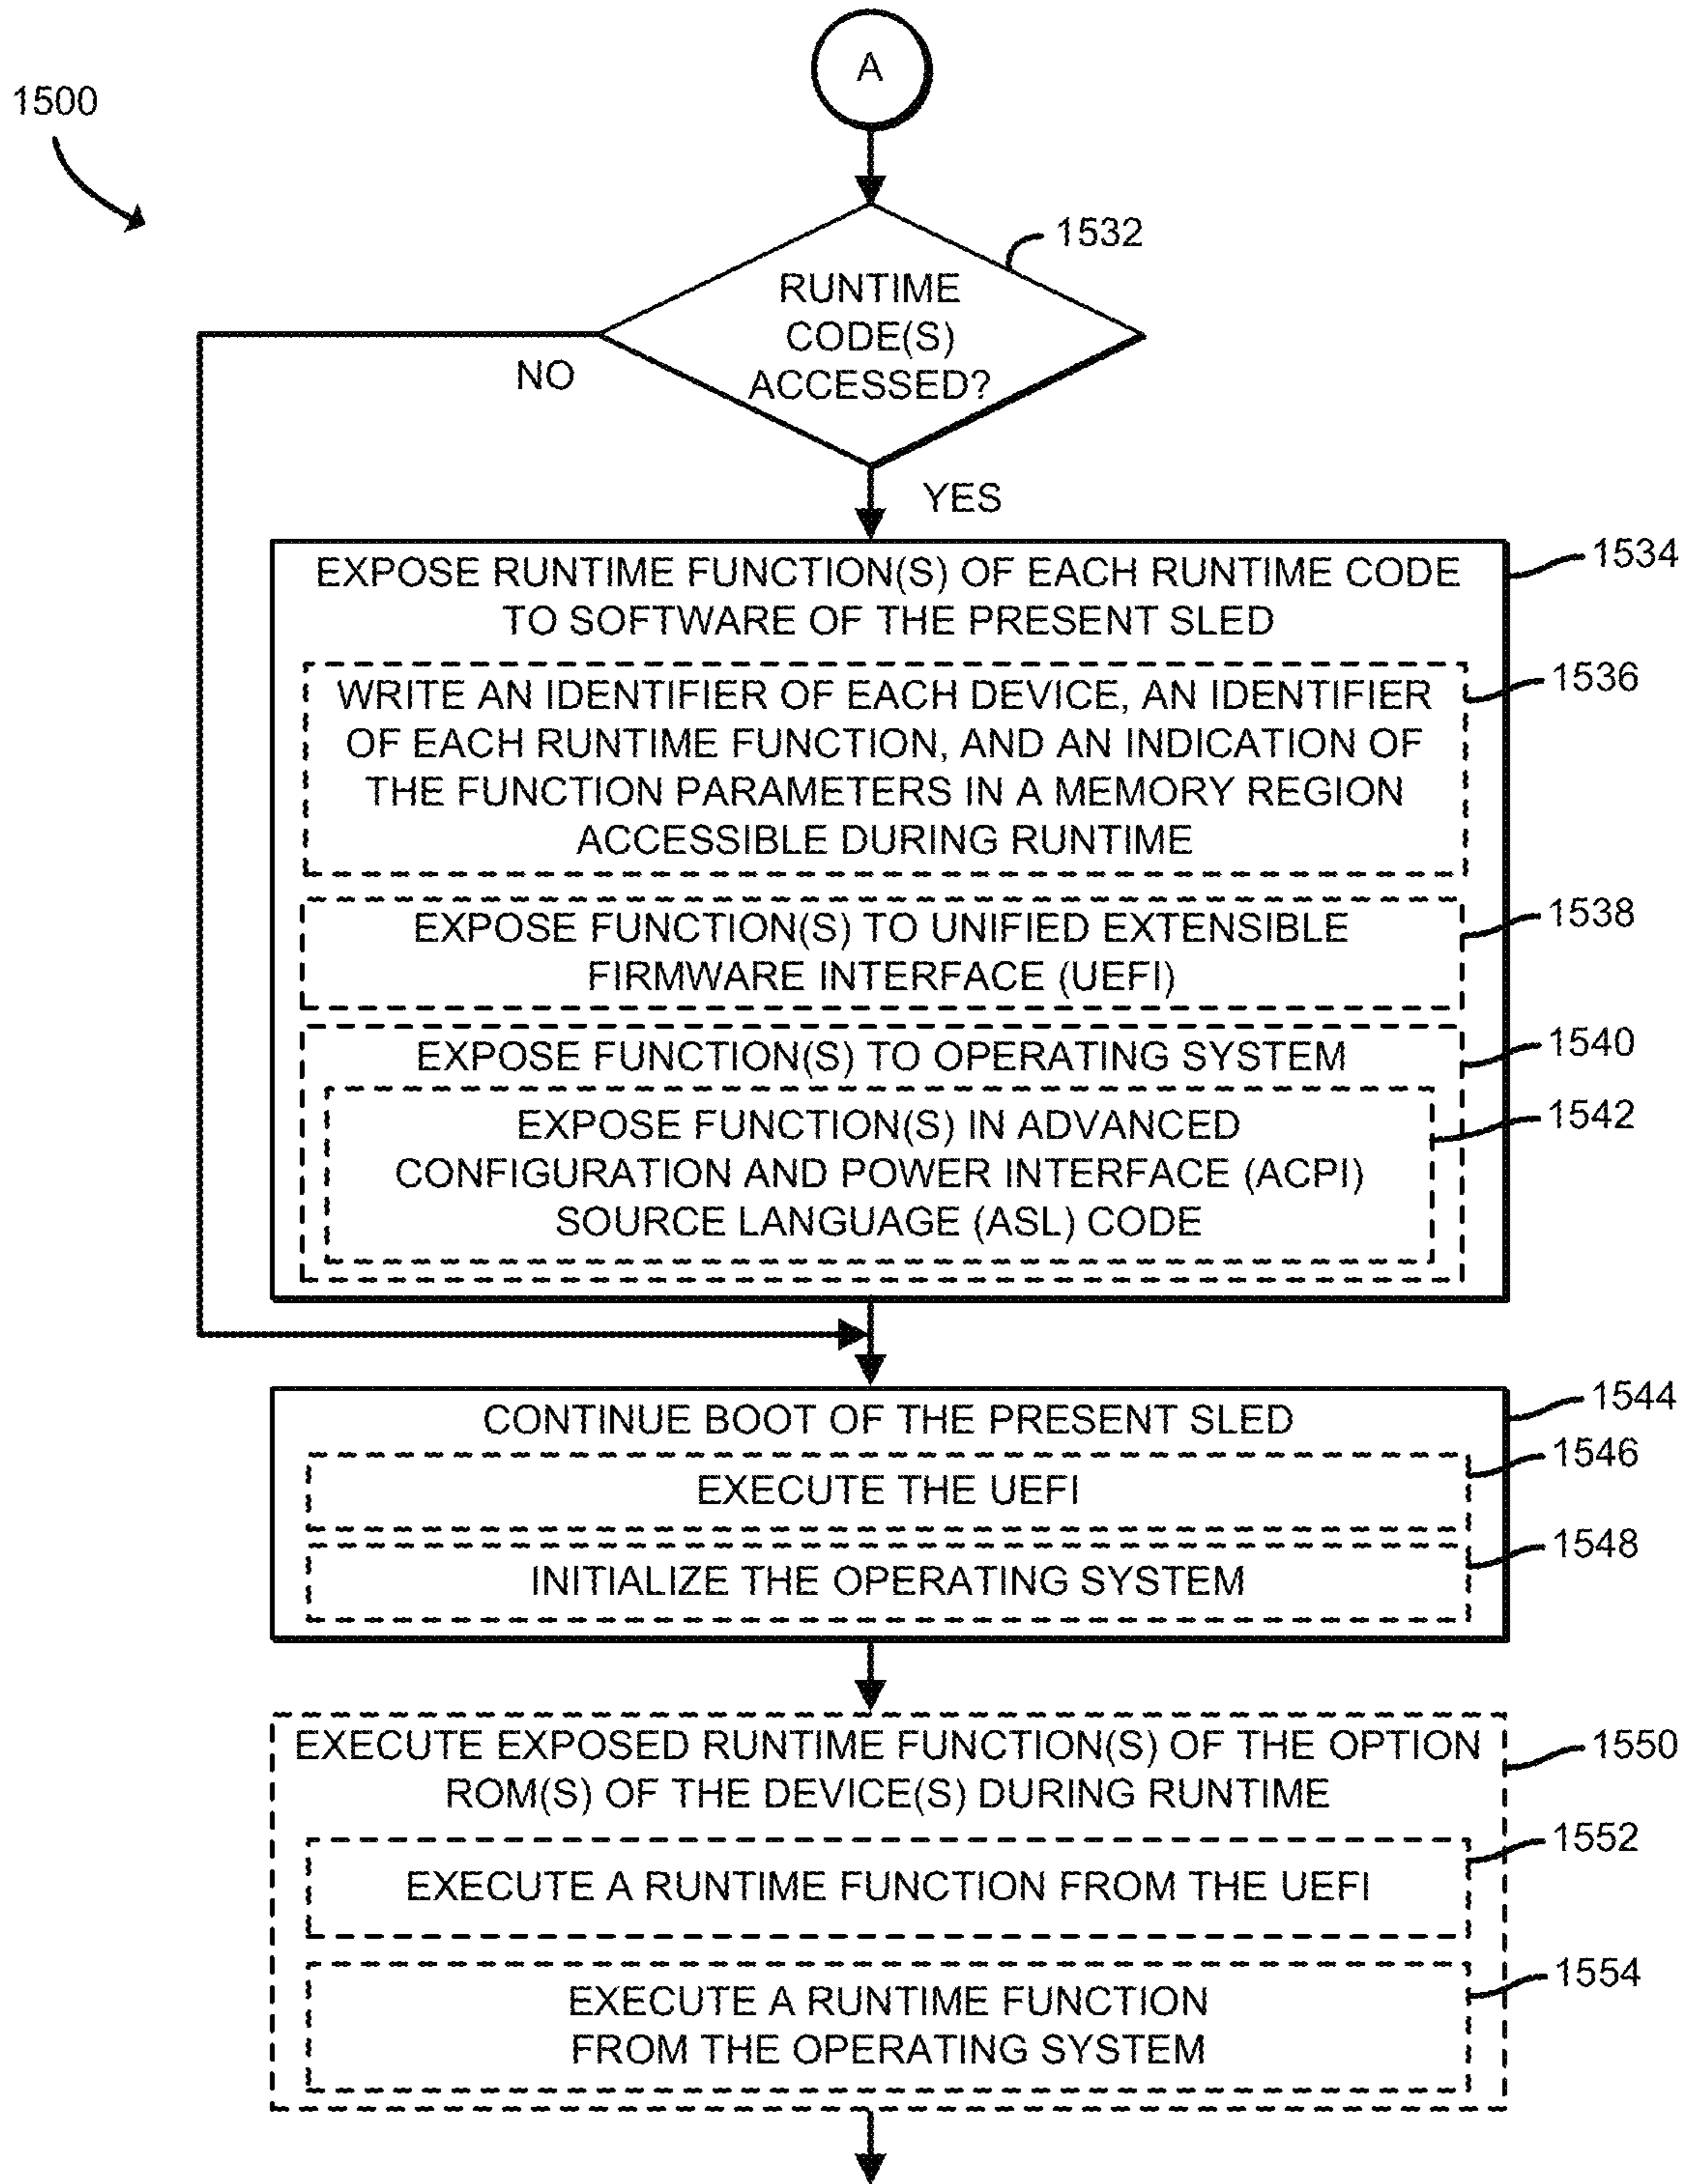 A
1500
1532
RUNTIME
CODE(S)
ACCESSED?
NO
YES
1534
EXPOSE RUNTIME FUNCTION(S) OF EACH RUNTIME CODE
TO SOFTWARE OF THE PRESENT SLED
1536
WRITE AN IDENTIFIER OF EACH DEVICE, AN IDENTIFIER
OF EACH RUNTIME FUNCTION, AND AN INDICATION OF
THE FUNCTION PARAMETERS IN A MEMORY REGION
ACCESSIBLE DURING RUNTIME
1538
EXPOSE FUNCTION(S) TO UNIFIED EXTENSIBLE
FIRMWARE INTERFACE (UEFI)
1540
EXPOSE FUNCTION(S) TO OPERATING SYSTEM
1542
EXPOSE FUNCTION(S) IN ADVANCED
CONFIGURATION AND POWER INTERFACE (ACPI)
SOURCE LANGUAGE (ASL) CODE
1544
CONTINUE BOOT OF THE PRESENT SLED
1546
EXECUTE THE UEFI
1548
INITIALIZE THE OPERATING SYSTEM
1550
EXECUTE EXPOSED RUNTIME FUNCTION(S) OF THE OPTION
ROM(S) OF THE DEVICE(S) DURING RUNTIME
1552
EXECUTE A RUNTIME FUNCTION FROM THE UEFI
1554
EXECUTE A RUNTIME FUNCTION
FROM THE OPERATING SYSTEM